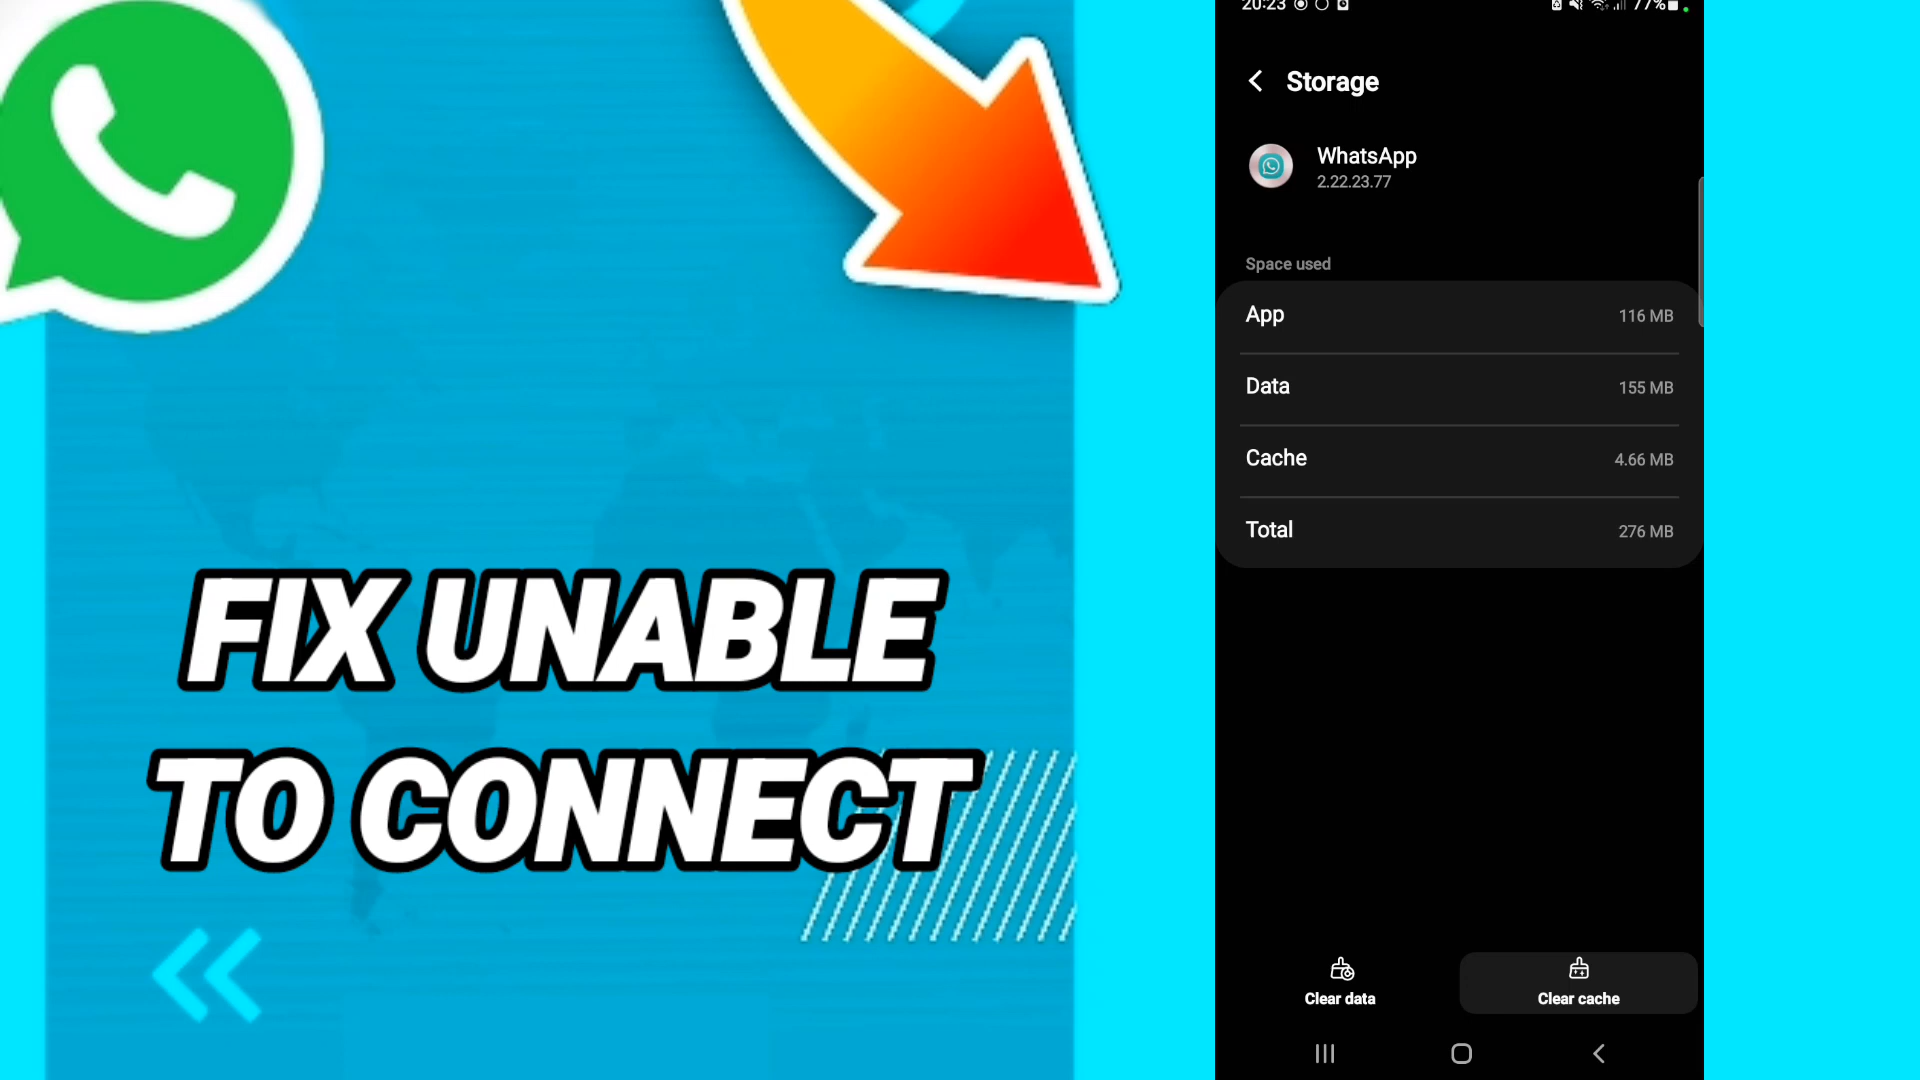 FIX UNABLE
TO CONNECT
20:23 77%
Storage
WhatsApp
2.22.23.77
Space used
App 116 MB
Data 155 MB
Cache 4.66 MB
Total 276 MB
Clear data Clear cache